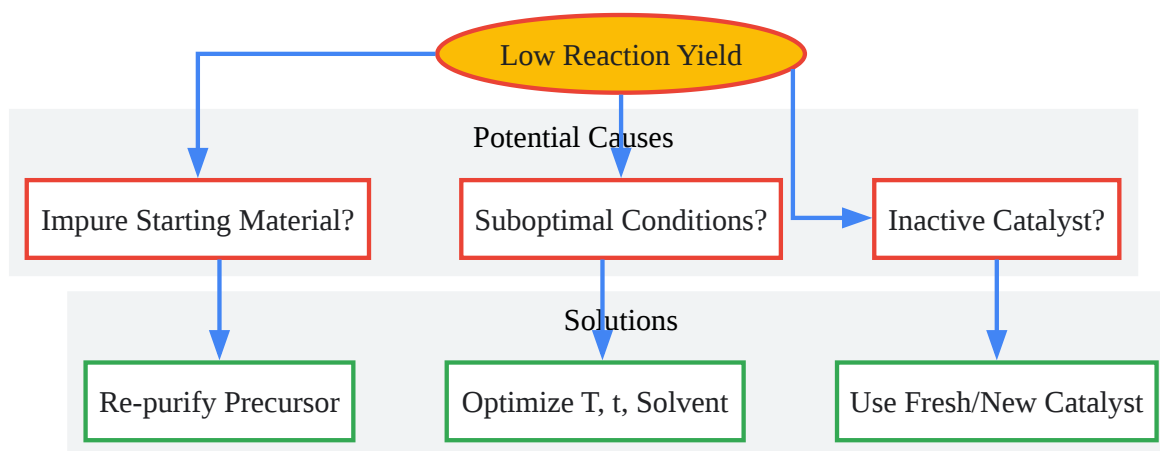 Low Reaction Yield
Potential Causes
Impure Starting Material?
Suboptimal Conditions?
Inactive Catalyst?
Solutions
Re-purify Precursor
Optimize T, t, Solvent
Use Fresh/New Catalyst